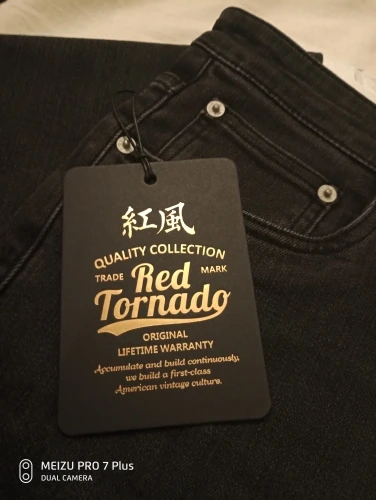 紅風
QUALITY COLLECTION
TRADE Red MARK
Tornado
ORIGINAL
LIFETIME WARRANTY
Accumulate and build continuously,
we build a first-class
American vintage culture.
MEIZU PRO 7 Plus
DUAL CAMERA